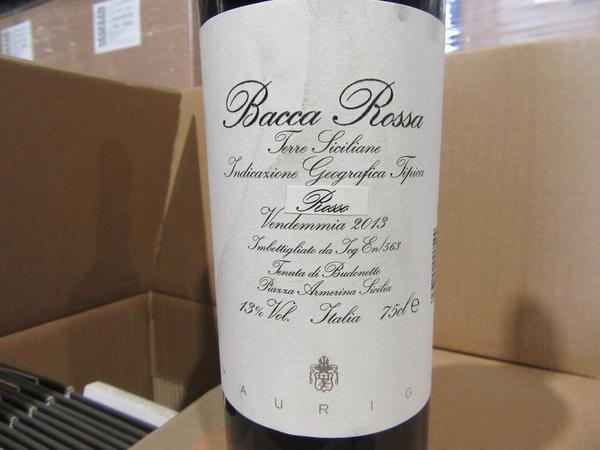 Bacca Rossa
Terre Siciliane
Indicazione Geografica Tipica
Rosso
Vendemmia 2013
Imbottigliato da Icq En/563
Tenuta di Budonetto
Piazza Armerina Sicilia
13% Vol. Italia 75cl e
AURIG